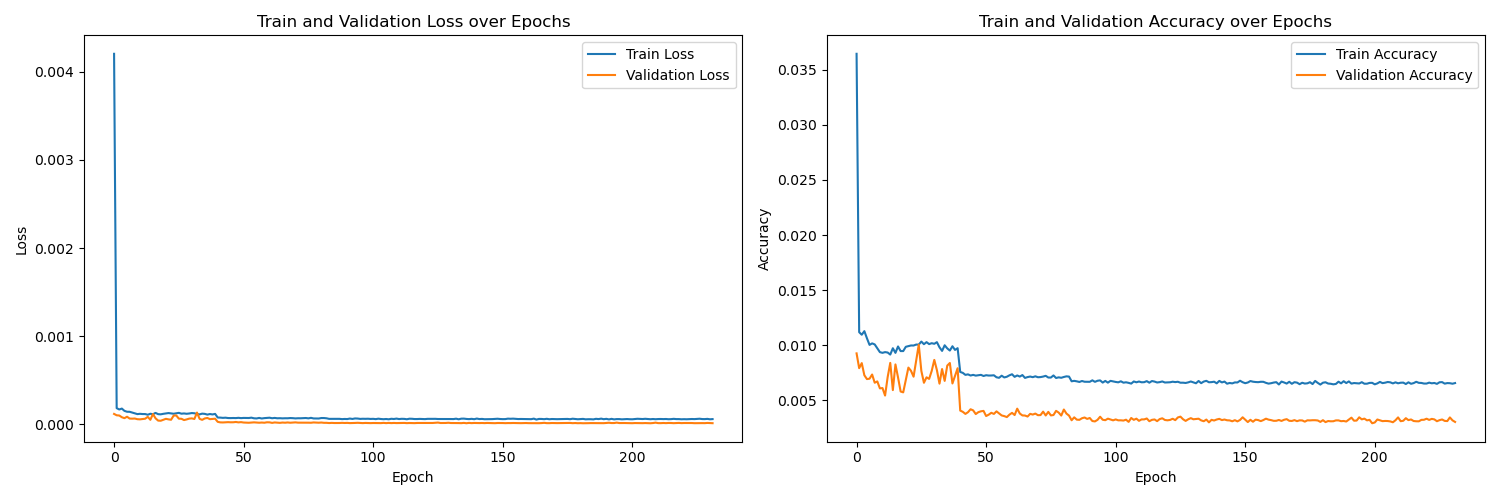 Train and Validation Loss over Epochs
Train Loss
Validation Loss
Loss
0.004
0.003
0.002
0.001
0.000
0
50
100
150
200
Epoch
Train and Validation Accuracy over Epochs
Train Accuracy
Validation Accuracy
Accuracy
0.035
0.030
0.025
0.020
0.015
0.010
0.005
0
50
100
150
200
Epoch